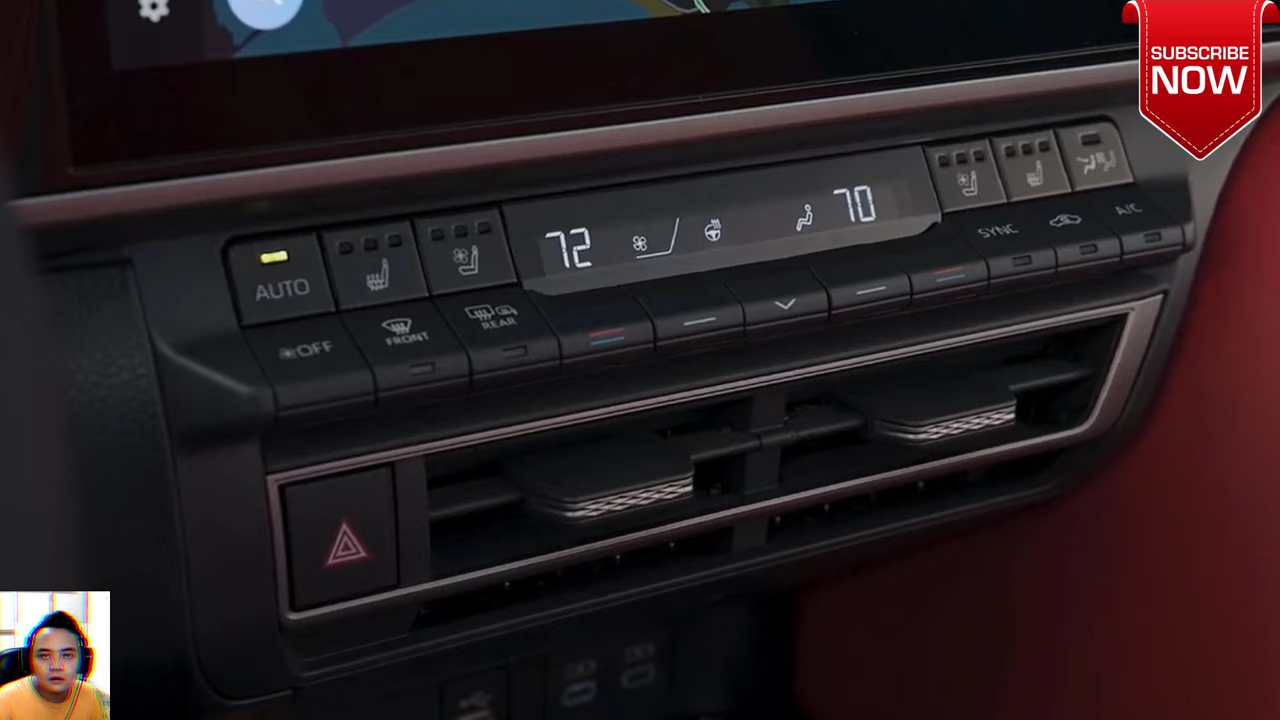 SUBSCRIBE
NOW
72
70
AUTO
SYNC
A/C
OFF
FRONT
REAR